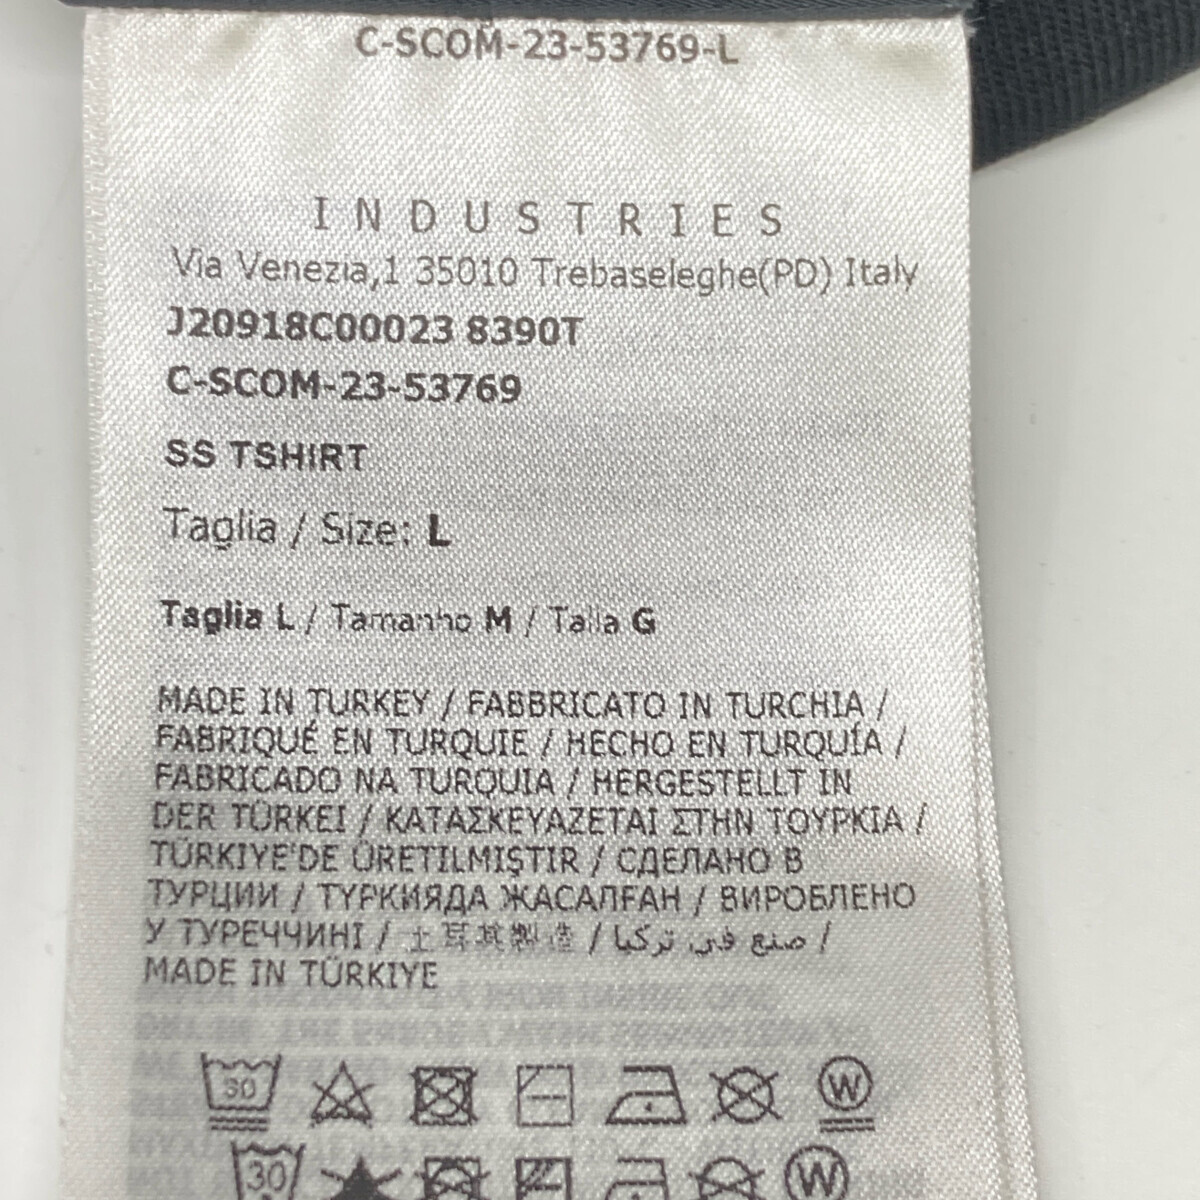 C-SCOM-23-53769-L
INDUSTRIES
Via Venezia,1 35010 Trebaseleghe(PD) Italy
J20918C00023 8390T
C-SCOM-23-53769
SS TSHIRT
Taglia / Size: L
Taglia L / Tamanho M / Talla G
MADE IN TURKEY / FABBRICATO IN TURCHIA /
FABRIQUÉ EN TURQUIE / HECHO EN TURQUÍA /
FABRICADO NA TURQUIA / HERGESTELLT IN
DER TÜRKEI / ΚΑΤΑΣΚΕΥΑΖΕΤΑΙ ΣΤΗΝ ΤΟΥΡΚΙΑ /
TÜRKIYE'DE ÜRETILMIŞTIR / СДЕЛАНО В
ТУРЦИИ / ТУРКИЯДА ЖАСАЛҒАН / ВИРОБЛЕНО
У ТУРЕЧЧИНІ / 土耳其製造 / صنع في تركيا /
MADE IN TÜRKIYE
30 W
30 W